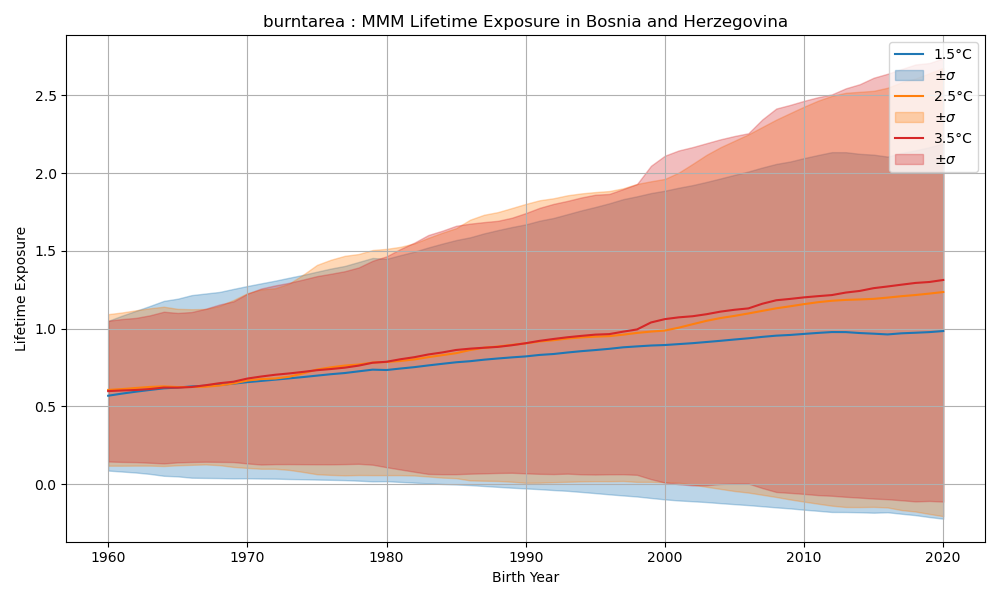 burntarea : MMM Lifetime Exposure in Bosnia and Herzegovina
1.5°C
±σ
2.5°C
±σ
3.5°C
±σ
Lifetime Exposure
2.5
2.0
1.5
1.0
0.5
0.0
1960 1970 1980 1990 2000 2010 2020
Birth Year